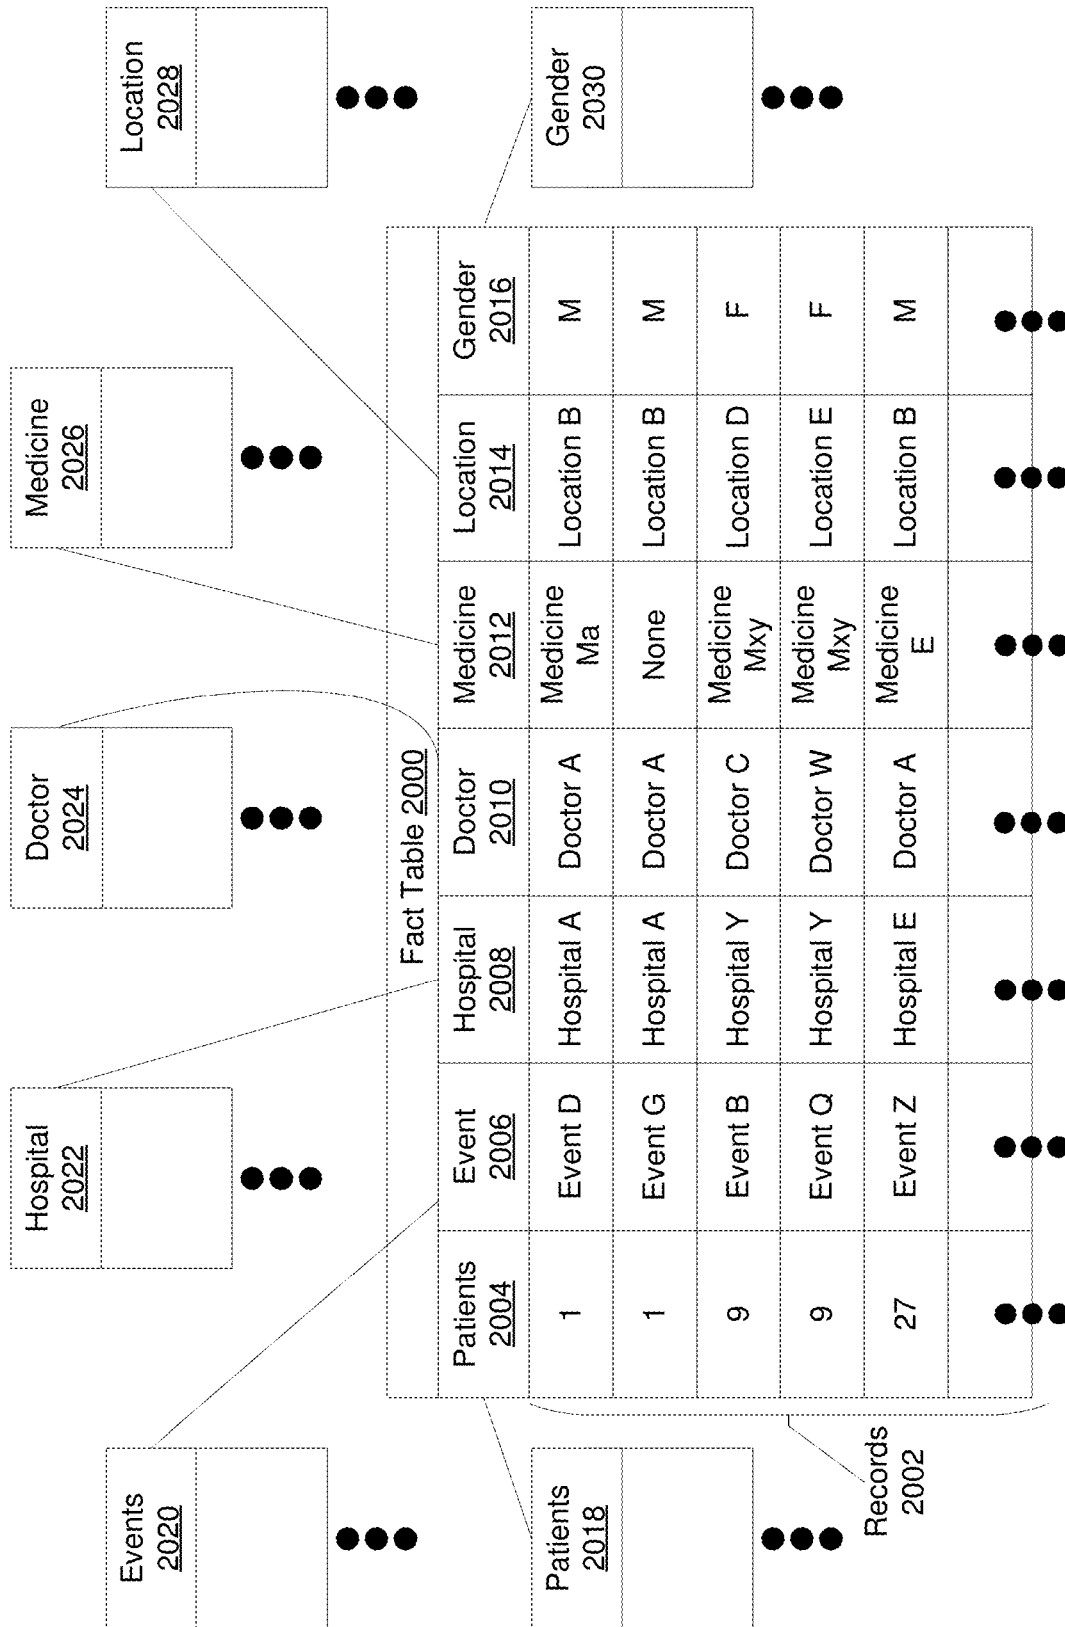 Hospital
2022
Doctor
2024
Medicine
2026
Events
2020
Location
2028
Fact Table 2000
Patients
2004
Event
2006
Hospital
2008
Doctor
2010
Medicine
2012
Location
2014
Gender
2016
Patients
2018
Gender
2030
1
Event D
Hospital A
Doctor A
Medicine
Ma
Location B
M
1
Event G
Hospital A
Doctor A
None
Location B
M
9
Event B
Hospital Y
Doctor C
Medicine
Mxy
Location D
F
9
Event Q
Hospital Y
Doctor W
Medicine
Mxy
Location E
F
27
Event Z
Hospital E
Doctor A
Medicine
E
Location B
M
Records
2002